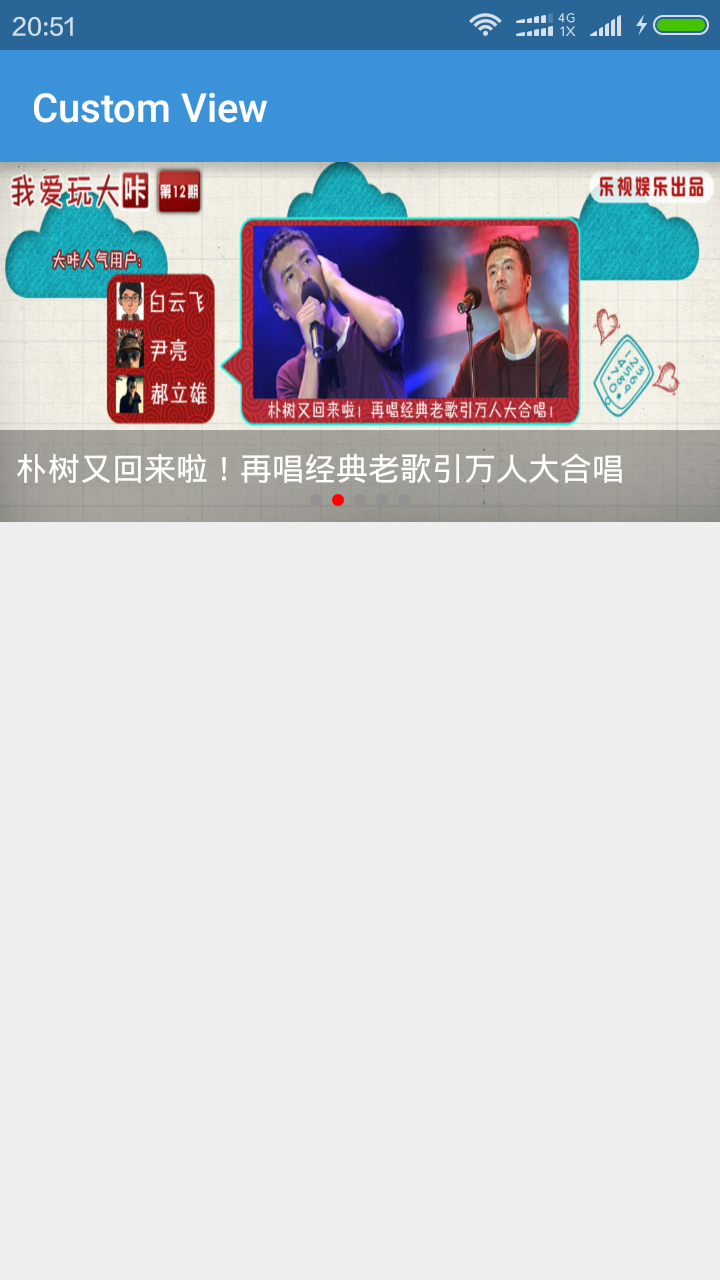 20:51
4G
1X
Custom View
我爱玩大咔 第12期
乐视娱乐出品
大咔人气用户:
白云飞
尹亮
郝立雄
朴树又回来啦!再唱经典老歌引万人大合唱!
朴树又回来啦！再唱经典老歌引万人大合唱